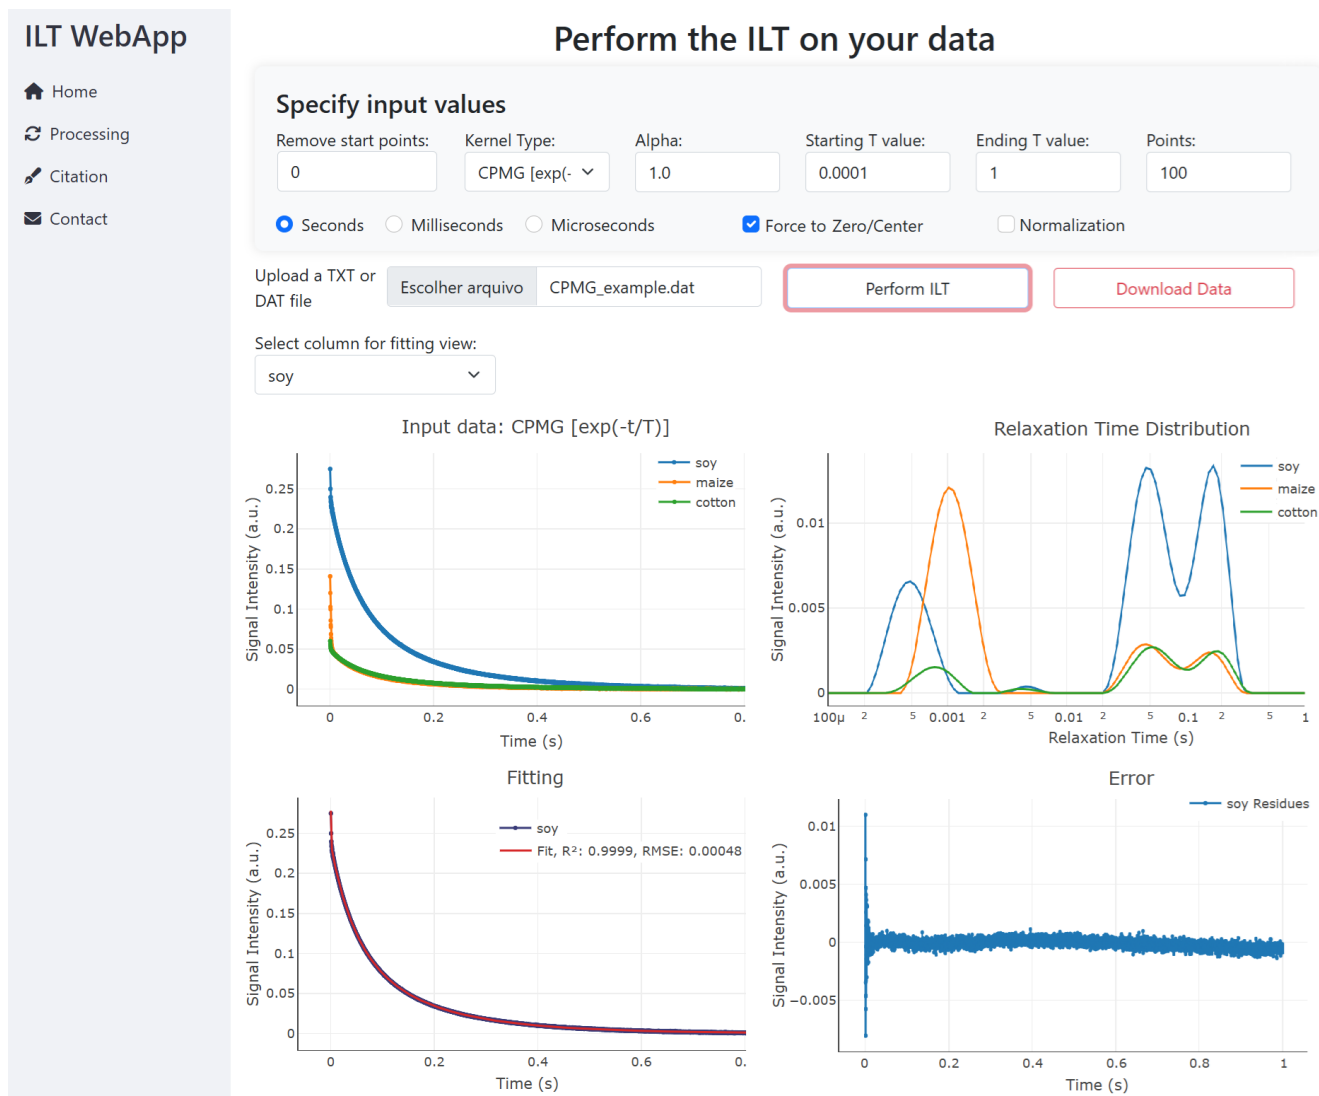 ILT WebApp
Home
Processing
Citation
Contact
Perform the ILT on your data
Specify input values
Remove start points:
0
Kernel Type:
CPMG [exp(-
Alpha:
1.0
Starting T value:
0.0001
Ending T value:
1
Points:
100
Seconds
Milliseconds
Microseconds
Force to Zero/Center
Normalization
Upload a TXT or
DAT file
Escolher arquivo
CPMG_example.dat
Perform ILT
Download Data
Select column for fitting view:
soy
Input data: CPMG [exp(-t/T)]
soy
maize
cotton
Signal Intensity (a.u.)
0.25
0.2
0.15
0.1
0.05
0
0 0.2 0.4 0.6 0.
Time (s)
Relaxation Time Distribution
soy
maize
cotton
Signal Intensity (a.u.)
0.01
0.005
0
100μ 2 5 0.001 2 5 0.01 2 5 0.1 2 5 1
Relaxation Time (s)
Fitting
soy
Fit, R²: 0.9999, RMSE: 0.00048
Signal Intensity (a.u.)
0.25
0.2
0.15
0.1
0.05
0
0 0.2 0.4 0.6 0.
Time (s)
Error
soy Residues
Signal Intensity (a.u.)
0.01
0.005
0
−0.005
0 0.2 0.4 0.6 0.8 1
Time (s)